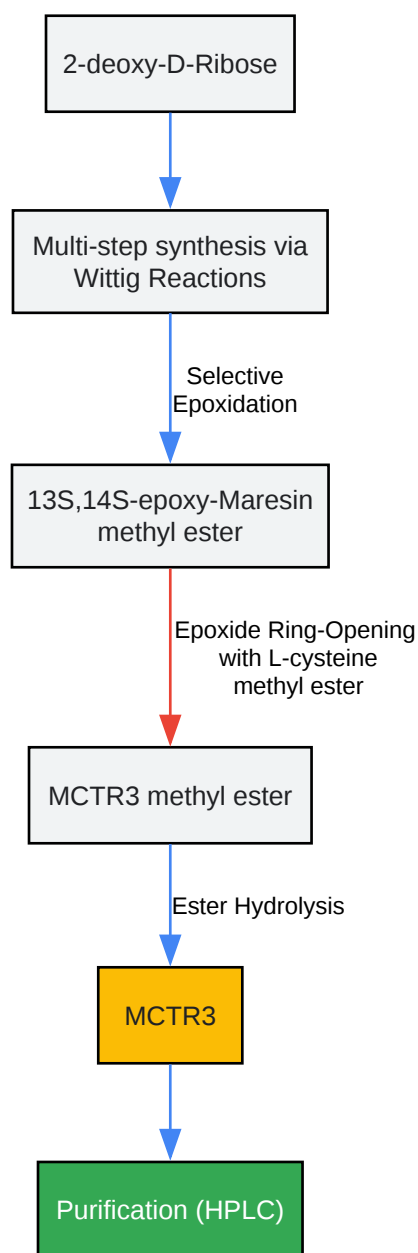 2-deoxy-D-Ribose
Multi-step synthesis via
Wittig Reactions
Selective
Epoxidation
13S,14S-epoxy-Maresin
methyl ester
Epoxide Ring-Opening
with L-cysteine
methyl ester
MCTR3 methyl ester
Ester Hydrolysis
MCTR3
Purification (HPLC)